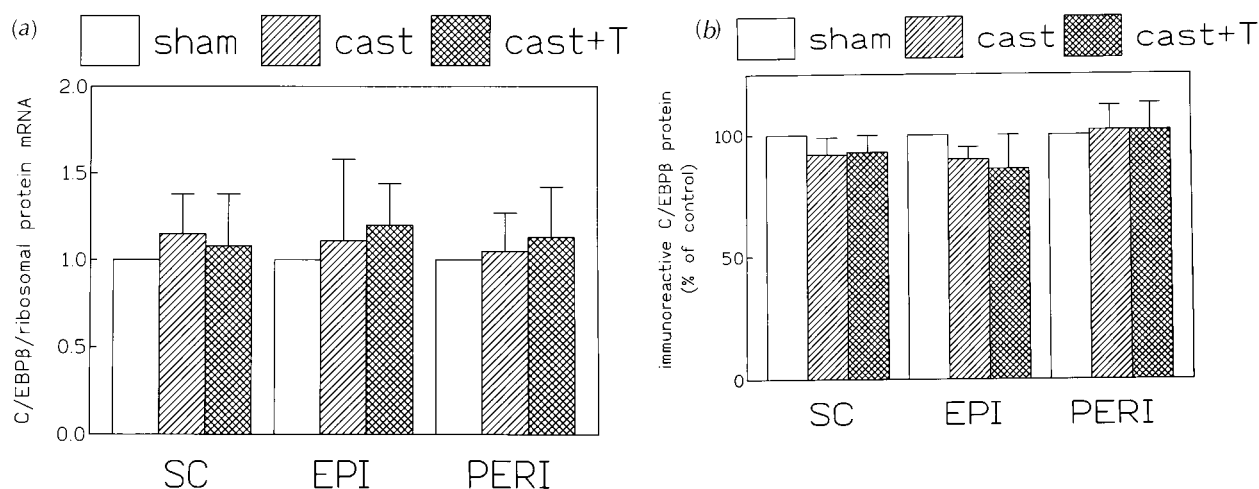 (a) sham cast cast+T
C/EBPβ/ribosomal protein mRNA
2.0
1.5
1.0
0.5
0.0
SC EPI PERI
(b) sham cast cast+T
immunoreactive C/EBPβ protein
(% of control)
100
50
0
SC EPI PERI